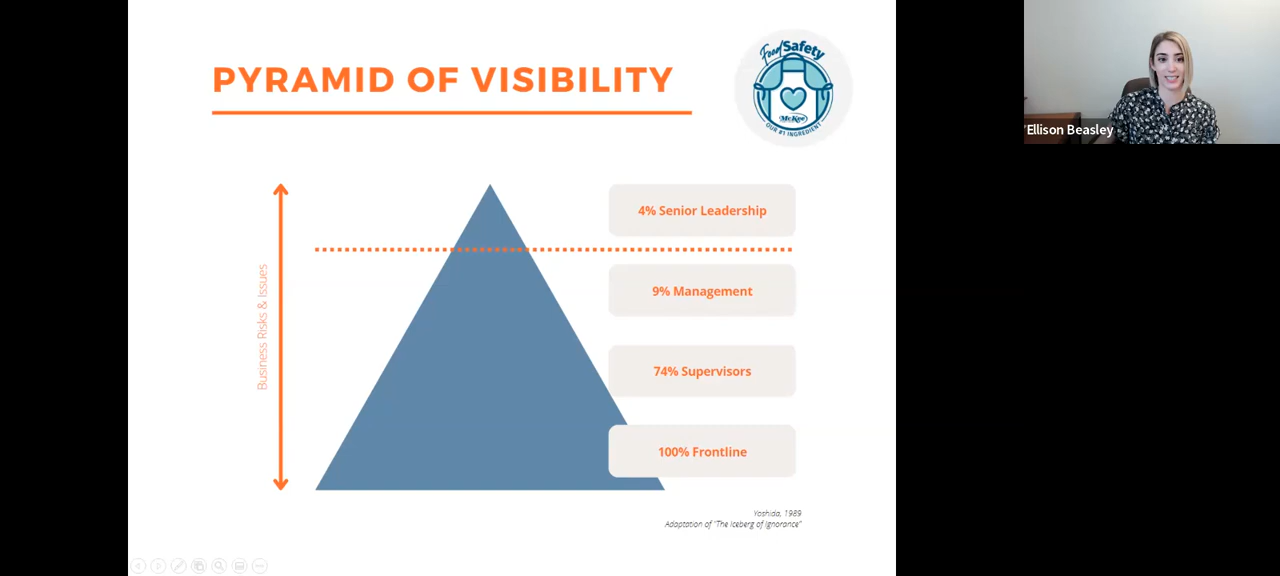 PYRAMID OF VISIBILITY
Food Safety
McKee
OUR #1 INGREDIENT
Ellison Beasley
Business Risks & Issues
4% Senior Leadership
9% Management
74% Supervisors
100% Frontline
Yoshida, 1989
Adaptation of "The Iceberg of Ignorance"